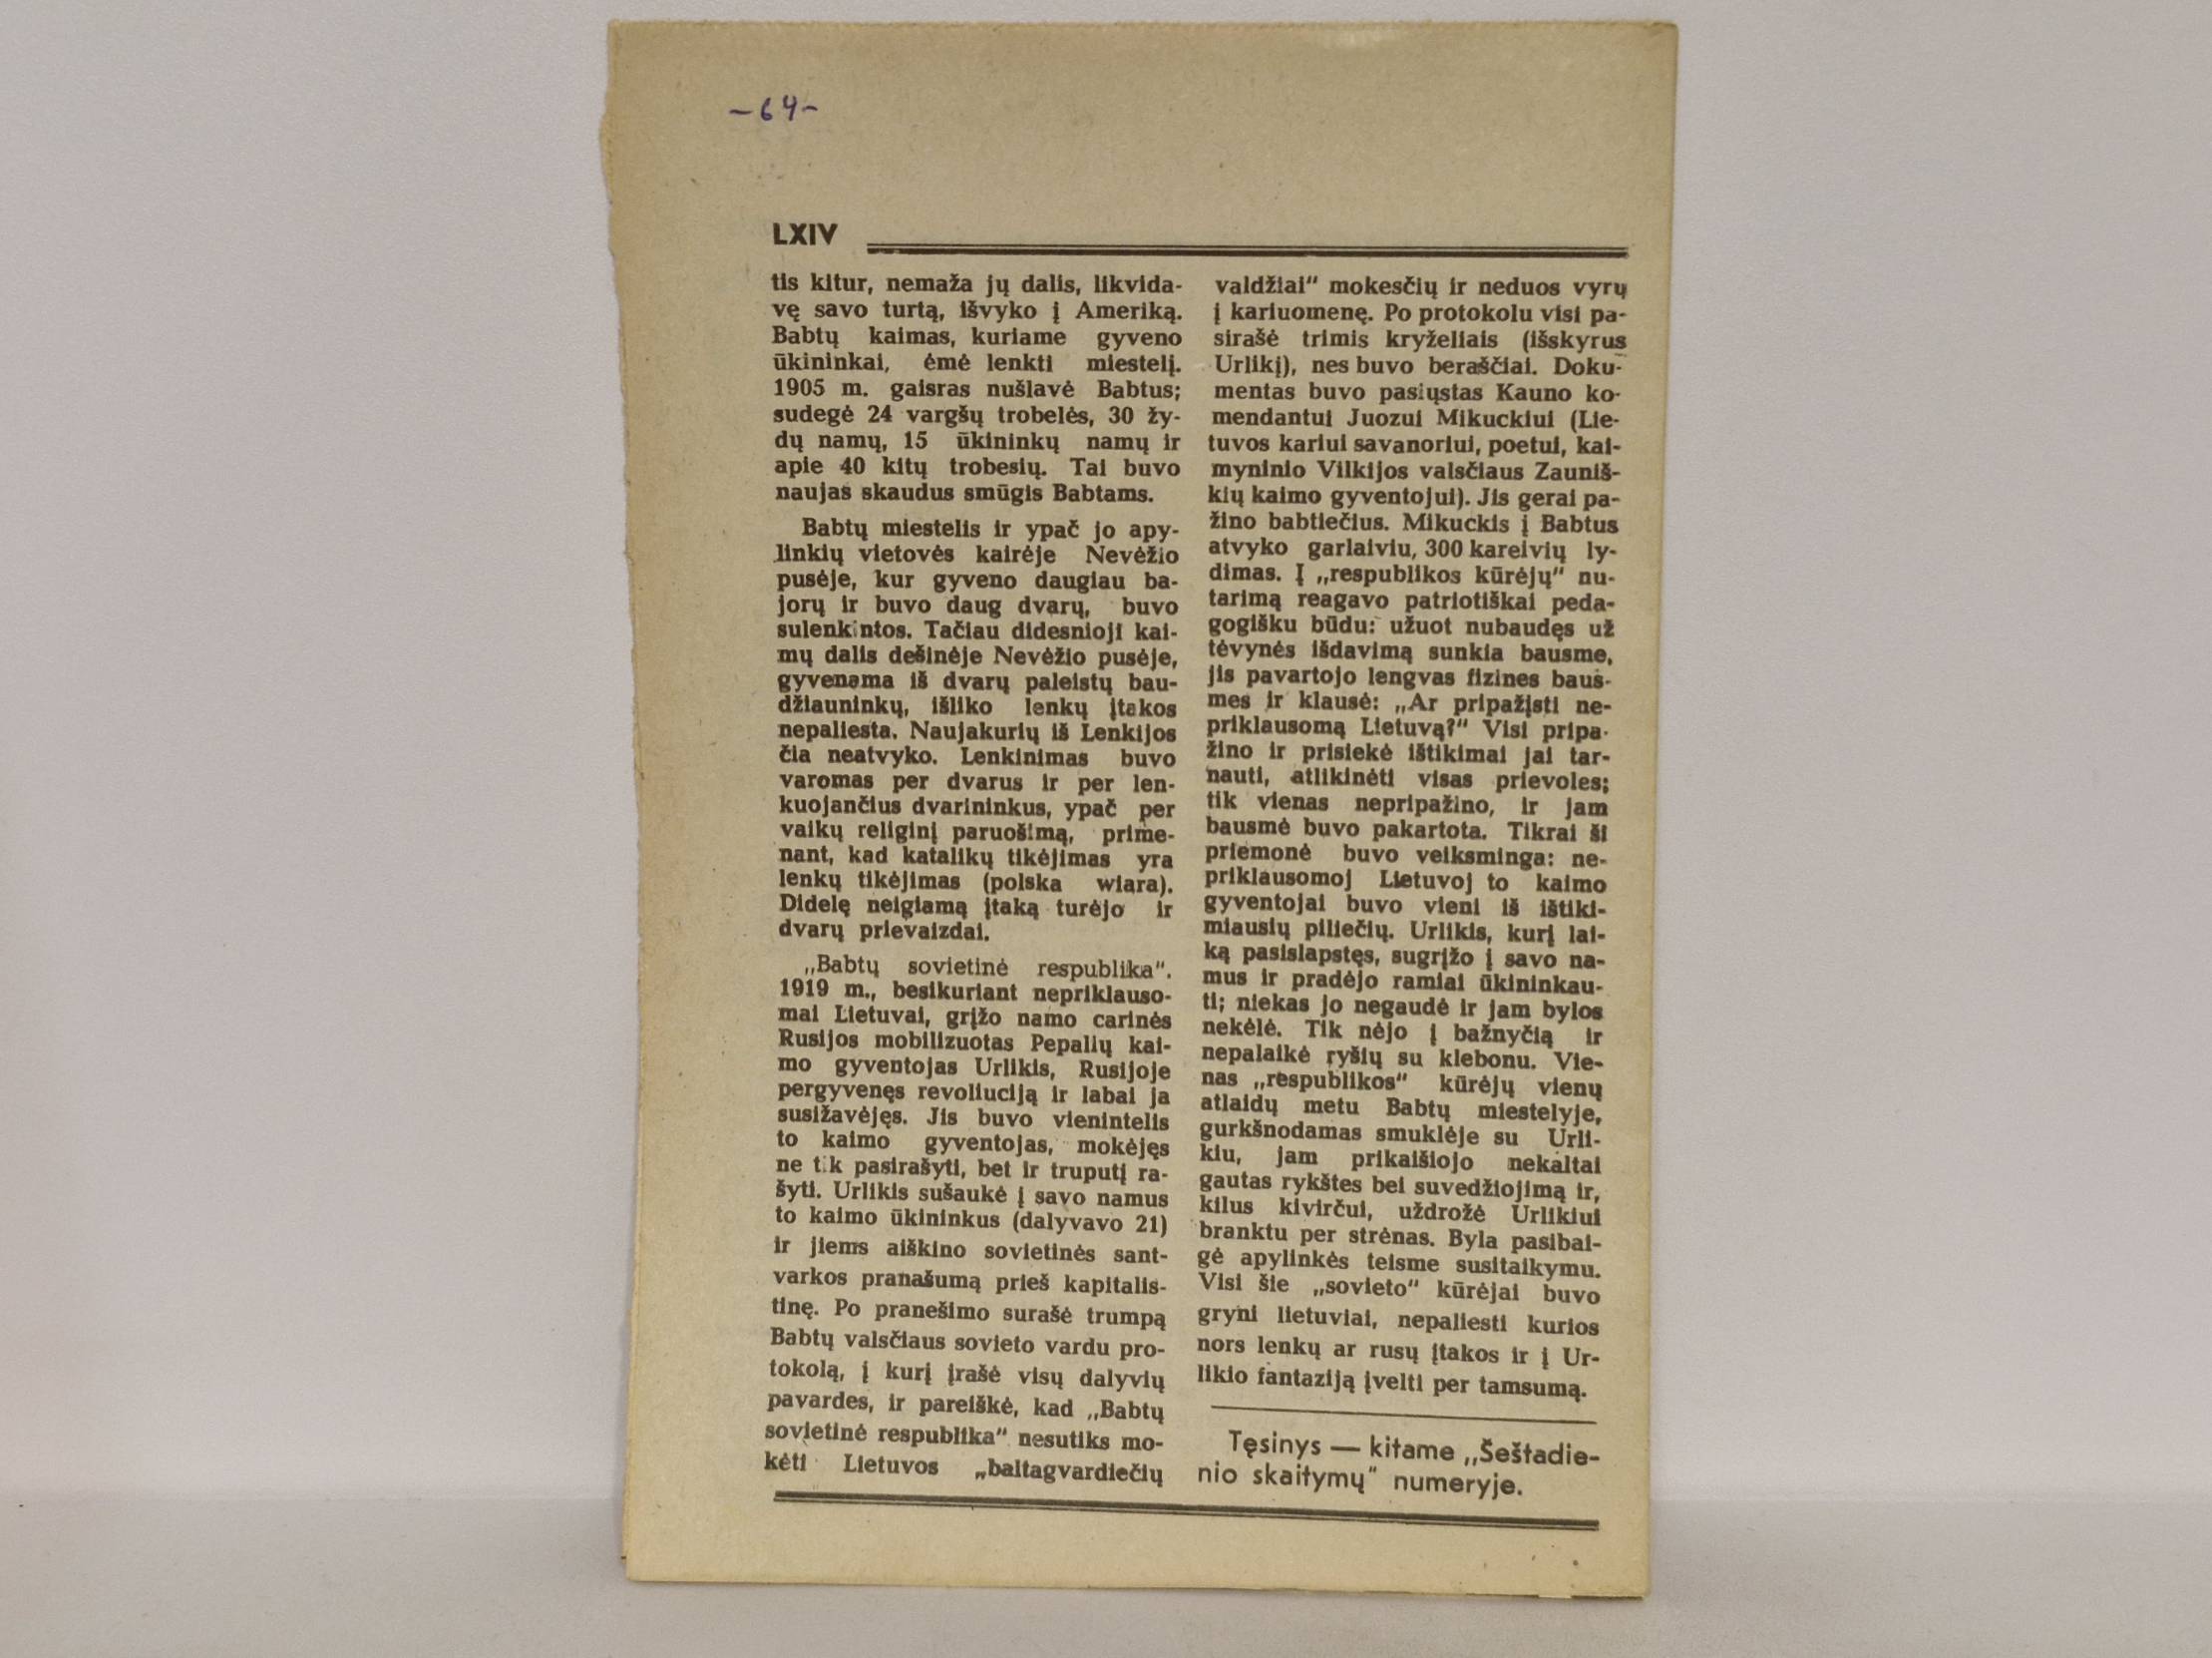 -64-
LXIV
tis kitur, nemaža jų dalis, likvida-
vę savo turtą, išvyko į Ameriką.
Babtų kaimas, kuriame gyveno
ūkininkai, ėmė lenkti miestelį.
1905 m. gaisras nušlavė Babtus;
sudegė 24 vargšų trobelės, 30 žy-
dų namų, 15 ūkininkų namų ir
apie 40 kitų trobesių. Tai buvo
naujas skaudus smūgis Babtams.
Babtų miestelis ir ypač jo apy-
linkių vietovės kairėje Nevėžio
pusėje, kur gyveno daugiau ba-
jorų ir buvo daug dvarų, buvo
sulenkintos. Tačiau didesnioji kai-
mų dalis dešinėje Nevėžio pusėje,
gyvenama iš dvarų paleistų bau-
džiauninkų, išliko lenkų įtakos
nepaliesta. Naujakurių iš Lenkijos
čia neatvyko. Lenkinimas buvo
varomas per dvarus ir per len-
kuojančius dvarininkus, ypač per
vaikų religinį paruošimą, prime-
nant, kad katalikų tikėjimas yra
lenkų tikėjimas (polska wiara).
Didelę neigiamą įtaką turėjo ir
dvarų prievaizdai.
„Babtų sovietinė respublika".
1919 m., besikuriant nepriklauso-
mai Lietuvai, grįžo namo carinės
Rusijos mobilizuotas Pepalių kai-
mo gyventojas Urlikis, Rusijoje
pergyvenęs revoliuciją ir labai ja
susižavėjęs. Jis buvo vienintelis
to kaimo gyventojas, mokėjęs
ne tik pasirašyti, bet ir truputį ra-
šyti. Urlikis sušaukė į savo namus
to kaimo ūkininkus (dalyvavo 21)
ir jiems aiškino sovietinės sant-
varkos pranašumą prieš kapitalis-
tinę. Po pranešimo surašė trumpą
Babtų valsčiaus sovieto vardu pro-
tokolą, į kurį įrašė visų dalyvių
pavardes, ir pareiškė, kad „Babtų
sovietinė respublika" nesutiks mo-
kėti Lietuvos „baltagvardiečių
valdžiai" mokesčių ir neduos vyrų
į kariuomenę. Po protokolu visi pa-
sirašė trimis kryželiais (išskyrus
Urlikį), nes buvo beraščiai. Doku-
mentas buvo pasiųstas Kauno ko-
mendantui Juozui Mikuckiui (Lie-
tuvos kariui savanoriui, poetui, kai-
myninio Vilkijos valsčiaus Zauniš-
kių kaimo gyventojui). Jis gerai pa-
žino babtiečius. Mikuckis į Babtus
atvyko garlaiviu, 300 kareivių ly-
dimas. Į „respublikos kūrėjų" nu-
tarimą reagavo patriotiškai peda-
gogišku būdu: užuot nubaudęs už
tėvynės išdavimą sunkia bausme,
jis pavartojo lengvas fizines baus-
mes ir klausė: „Ar pripažįsti ne-
priklausomą Lietuvą?" Visi pripa-
žino ir prisiekė ištikimai jai tar-
nauti, atlikinėti visas prievoles;
tik vienas nepripažino, ir jam
bausmė buvo pakartota. Tikrai ši
priemonė buvo veiksminga: ne-
priklausomoj Lietuvoj to kaimo
gyventojai buvo vieni iš ištiki-
miausių piliečių. Urlikis, kurį lai-
ką pasislapstęs, sugrįžo į savo na-
mus ir pradėjo ramiai ūkininkau-
ti; niekas jo negaudė ir jam bylos
nekėlė. Tik nėjo į bažnyčią ir
nepalaikė ryšių su klebonu. Vie-
nas „respublikos" kūrėjų vienų
atlaidų metu Babtų miestelyje,
gurkšnodamas smuklėje su Urli-
kiu, jam prikaišiojo nekaltai
gautas rykštes bei suvedžiojimą ir,
kilus kivirčui, uždrožė Urlikiui
branktu per strėnas. Byla pasibai-
gė apylinkės teisme susitaikymu.
Visi šie „sovieto" kūrėjai buvo
gryni lietuviai, nepaliesti kurios
nors lenkų ar rusų įtakos ir į Ur-
likio fantaziją įvelti per tamsumą.
Tęsinys — kitame „Šeštadie-
nio skaitymų" numeryje.